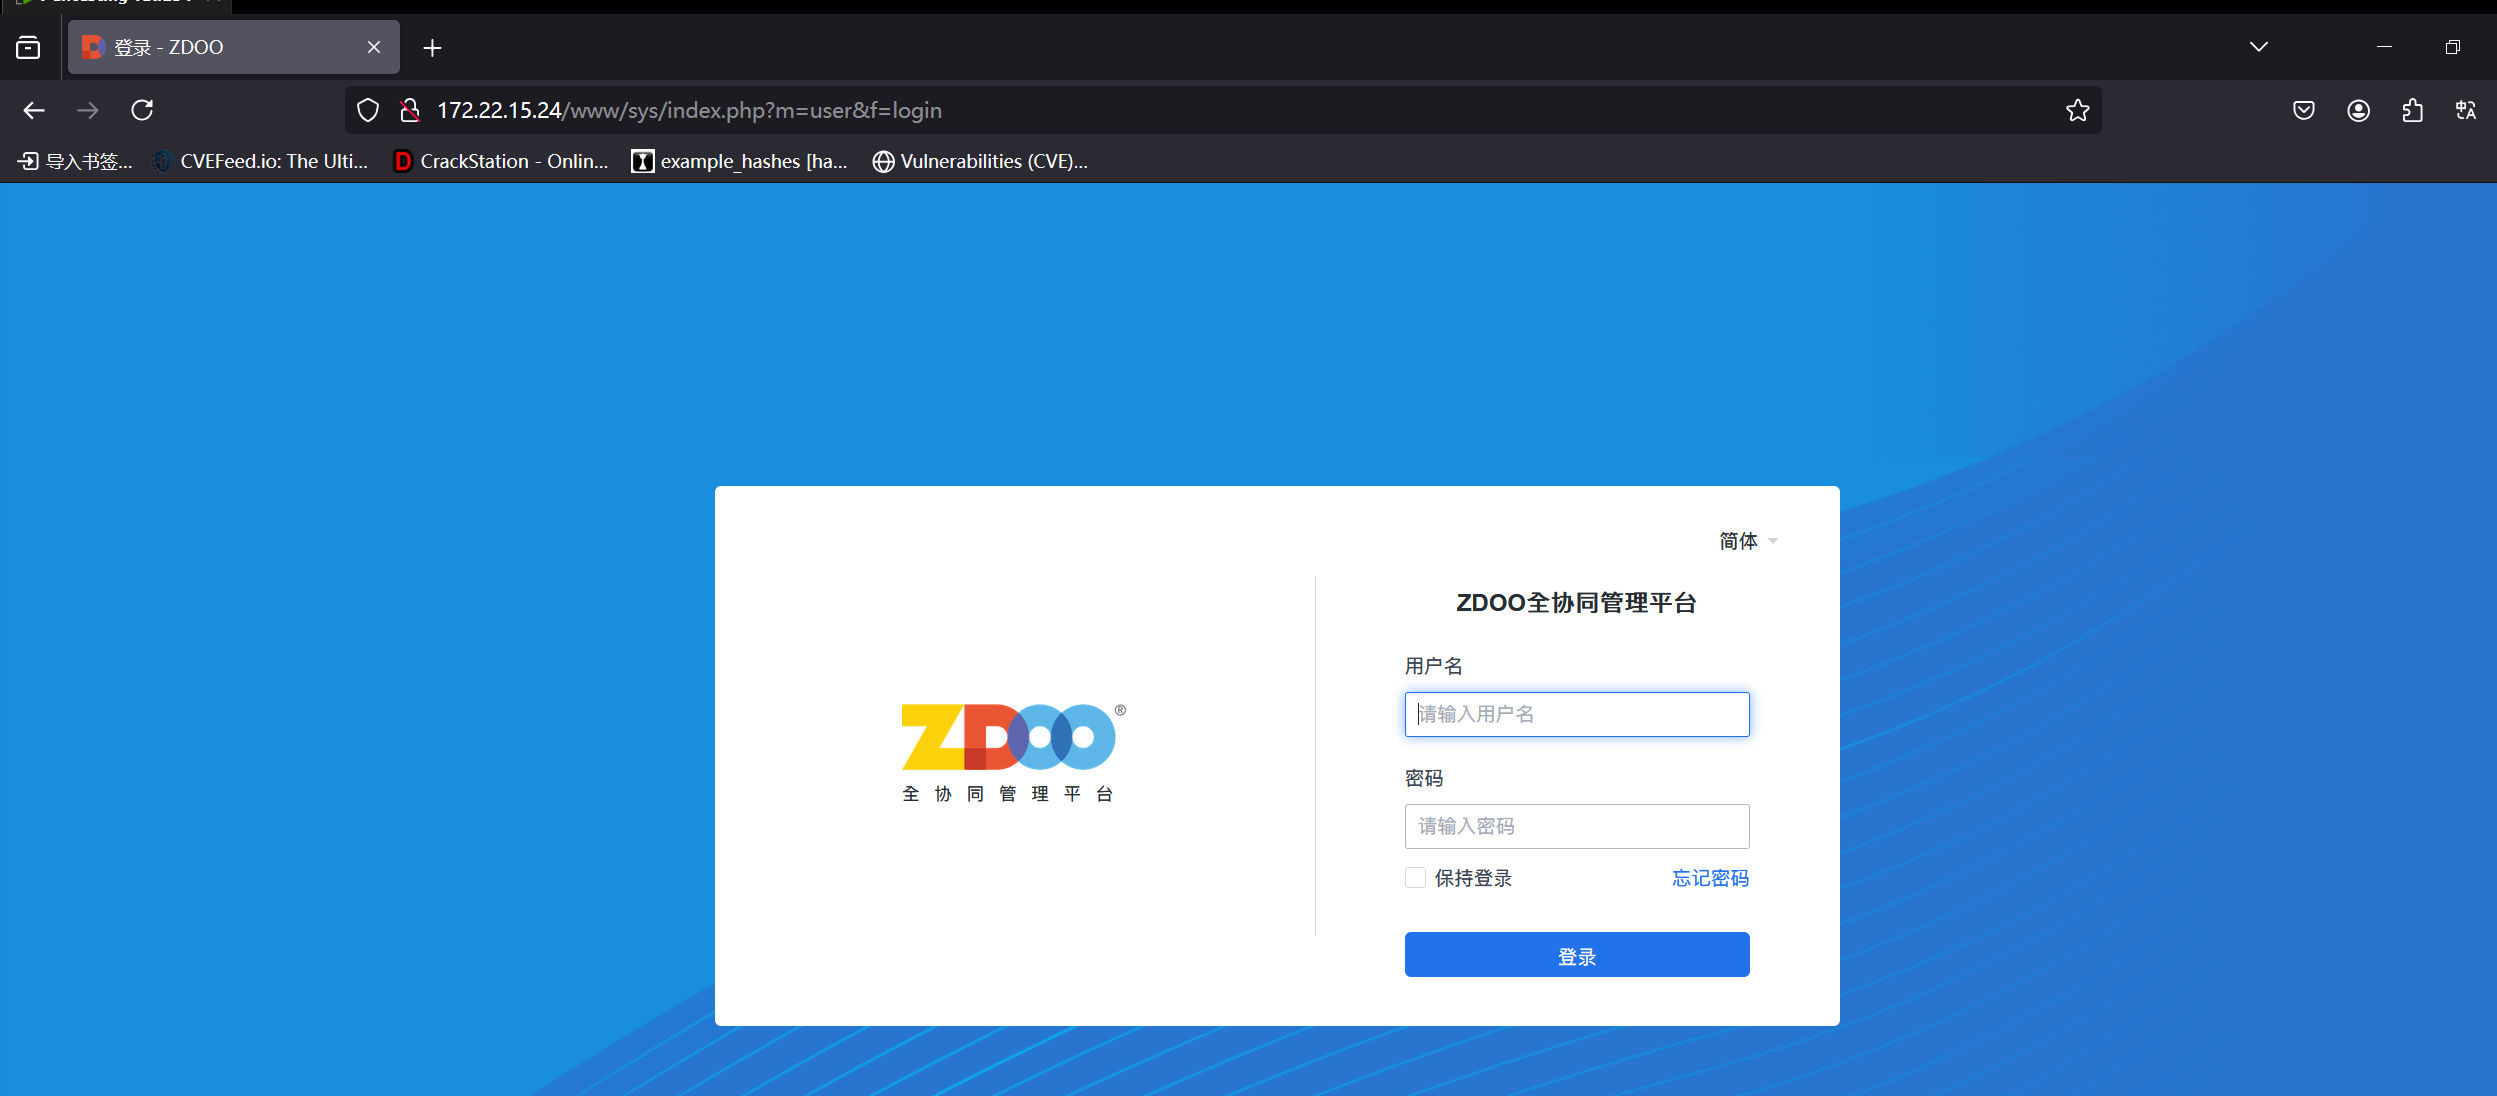 登录 - ZDOO
172.22.15.24/www/sys/index.php?m=user&f=login
导入书签... CVEFeed.io: The Ulti... CrackStation - Onlin... example_hashes [ha... Vulnerabilities (CVE)...
简体
ZDOO全协同管理平台
用户名
请输入用户名
ZDOO®
全协同管理平台
密码
请输入密码
保持登录 忘记密码
登录